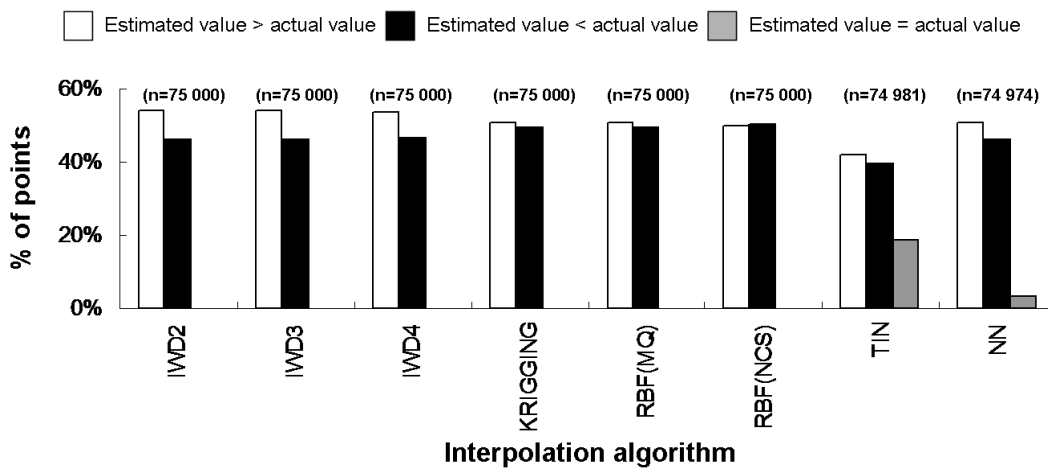 Estimated value > actual value Estimated value < actual value Estimated value = actual value
% of points
60%
40%
20%
0%
(n=75 000) (n=75 000) (n=75 000) (n=75 000) (n=75 000) (n=75 000) (n=74 981) (n=74 974)
IWD2
IWD3
IWD4
KRIGGING
RBF(MQ)
RBF(NCS)
TIN
NN
Interpolation algorithm